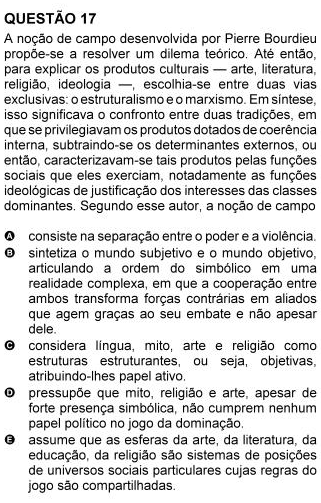 QUESTÃO 17
A noção de campo desenvolvida por Pierre Bourdieu
propõe-se a resolver um dilema teórico. Até então,
para explicar os produtos culturais — arte, literatura,
religião, ideologia —, escolhia-se entre duas vias
exclusivas: o estruturalismo e o marxismo. Em síntese,
isso significava o confronto entre duas tradições, em
que se privilegiavam os produtos dotados de coerência
interna, subtraindo-se os determinantes externos, ou
então, caracterizavam-se tais produtos pelas funções
sociais que eles exerciam, notadamente as funções
ideológicas de justificação dos interesses das classes
dominantes. Segundo esse autor, a noção de campo
A consiste na separação entre o poder e a violência.
B sintetiza o mundo subjetivo e o mundo objetivo,
articulando a ordem do simbólico em uma
realidade complexa, em que a cooperação entre
ambos transforma forças contrárias em aliados
que agem graças ao seu embate e não apesar
dele.
C considera língua, mito, arte e religião como
estruturas estruturantes, ou seja, objetivas,
atribuindo-lhes papel ativo.
D pressupõe que mito, religião e arte, apesar de
forte presença simbólica, não cumprem nenhum
papel político no jogo da dominação.
E assume que as esferas da arte, da literatura, da
educação, da religião são sistemas de posições
de universos sociais particulares cujas regras do
jogo são compartilhadas.